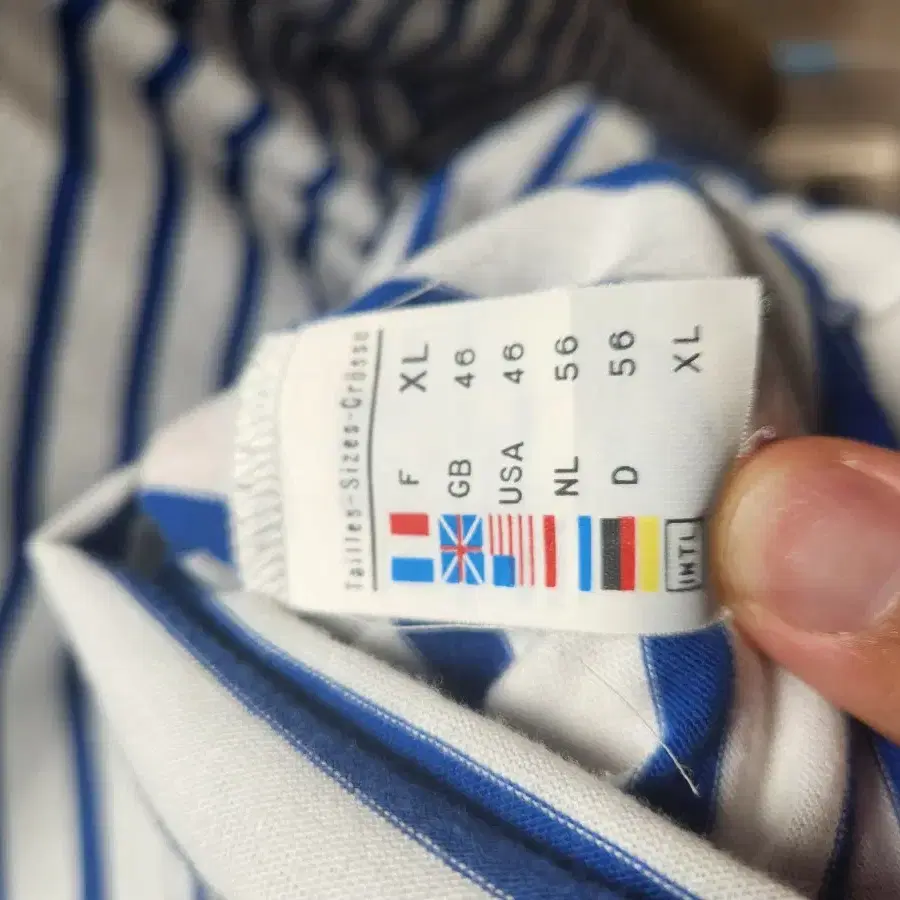 Tailles-Sizes-Grösse
F XL
GB 46
USA 46
NL 56
D 56
INTL XL